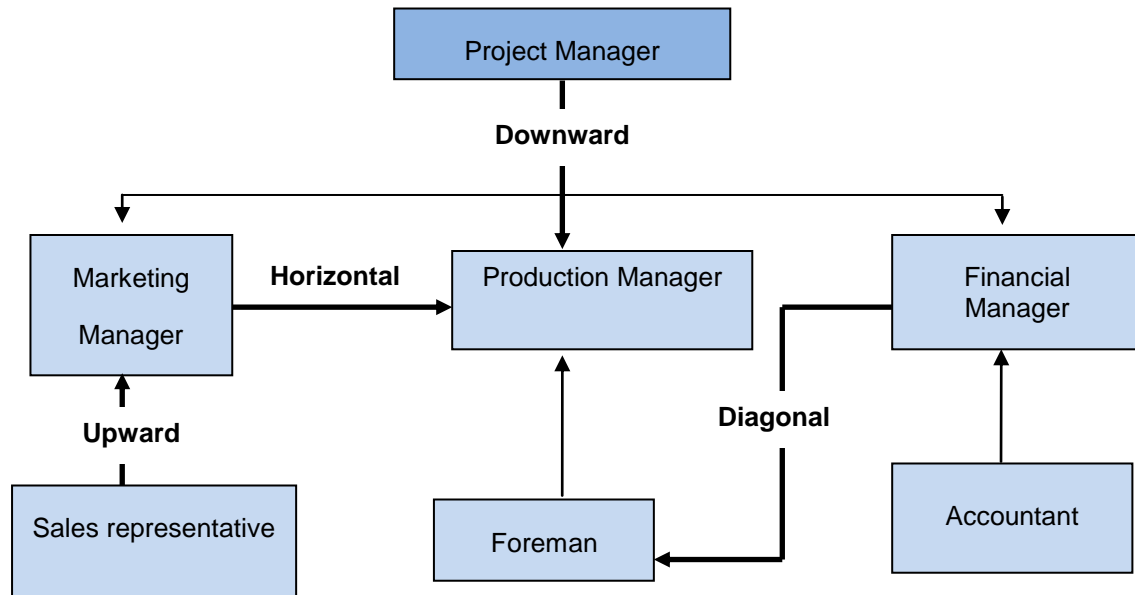 Project Manager
Downward
Marketing
Manager
Horizontal
Production Manager
Financial
Manager
Upward
Diagonal
Sales representative
Foreman
Accountant